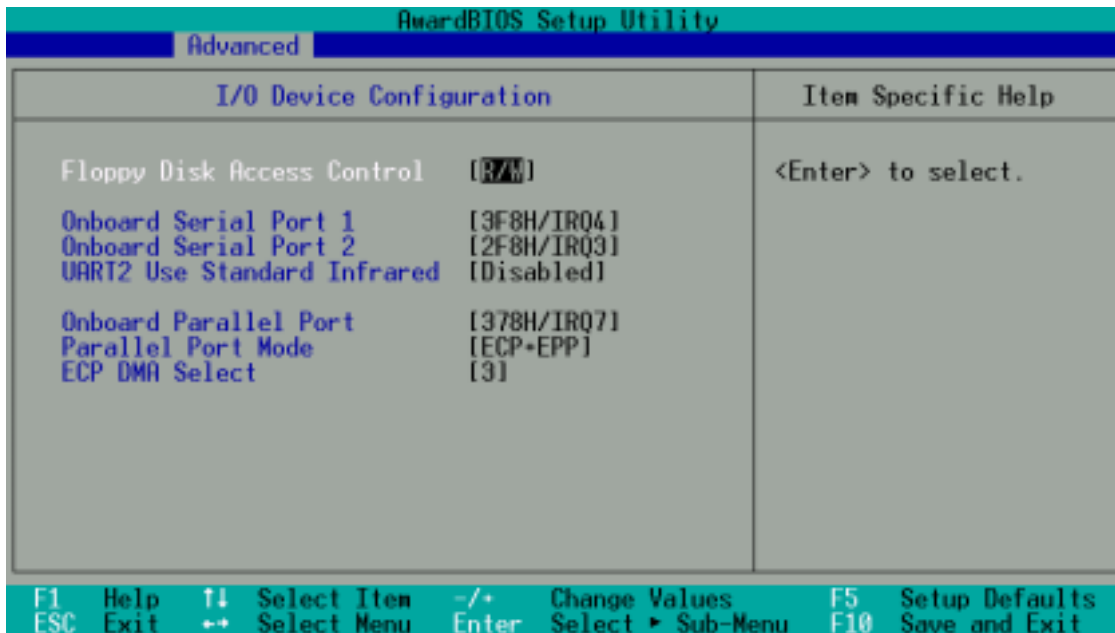 AwardBIOS Setup Utility
Advanced
I/O Device Configuration
Item Specific Help
Floppy Disk Access Control [R/W]
<Enter> to select.
Onboard Serial Port 1 [3F8H/IRQ4]
Onboard Serial Port 2 [2F8H/IRQ3]
UART2 Use Standard Infrared [Disabled]
Onboard Parallel Port [378H/IRQ7]
Parallel Port Mode [ECP+EPP]
ECP DMA Select [3]
F1 Help ↑↓ Select Item -/+ Change Values F5 Setup Defaults
ESC Exit ←→ Select Menu Enter Select ► Sub-Menu F10 Save and Exit